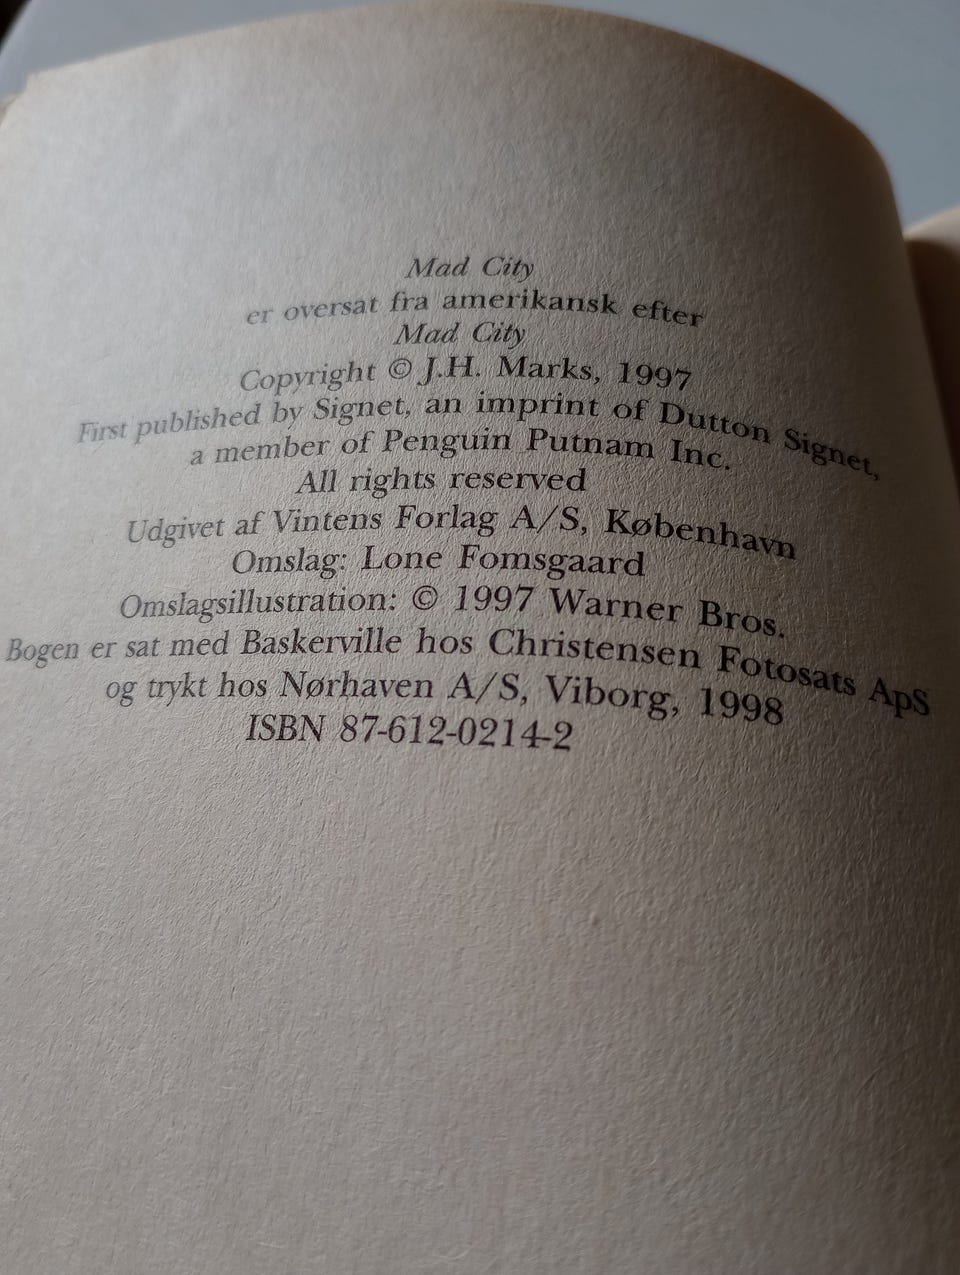 Mad City
er oversat fra amerikansk efter
Mad City
Copyright © J.H. Marks, 1997
First published by Signet, an imprint of Dutton Signet,
a member of Penguin Putnam Inc.
All rights reserved
Udgivet af Vintens Forlag A/S, København
Omslag: Lone Fomsgaard
Omslagsillustration: © 1997 Warner Bros.
Bogen er sat med Baskerville hos Christensen Fotosats ApS
og trykt hos Nørhaven A/S, Viborg, 1998
ISBN 87-612-0214-2